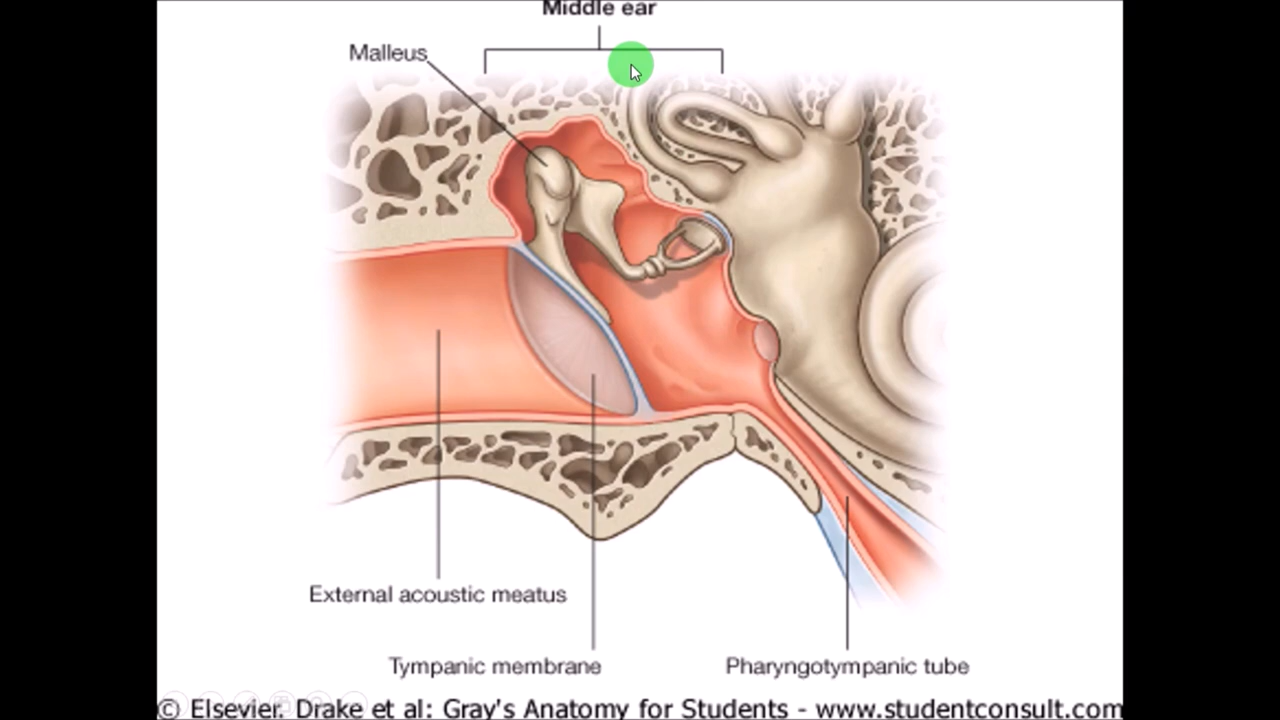 Middle ear
Malleus
External acoustic meatus
Tympanic membrane
Pharyngotympanic tube
© Elsevier. Drake et al: Gray's Anatomy for Students - www.studentconsult.com